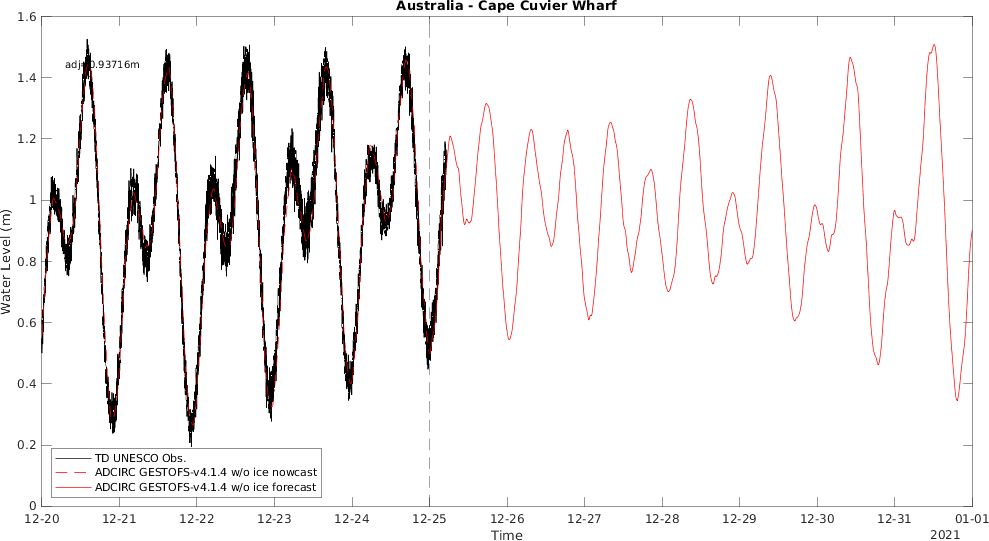 Australia - Cape Cuvier Wharf
1.6
1.4
1.2
1
0.8
0.6
0.4
0.2
0
Water Level (m)
adj=0.93716m
TD UNESCO Obs.
ADCIRC GESTOFS-v4.1.4 w/o ice nowcast
ADCIRC GESTOFS-v4.1.4 w/o ice forecast
12-20 12-21 12-22 12-23 12-24 12-25 12-26 12-27 12-28 12-29 12-30 12-31 01-01
Time
2021